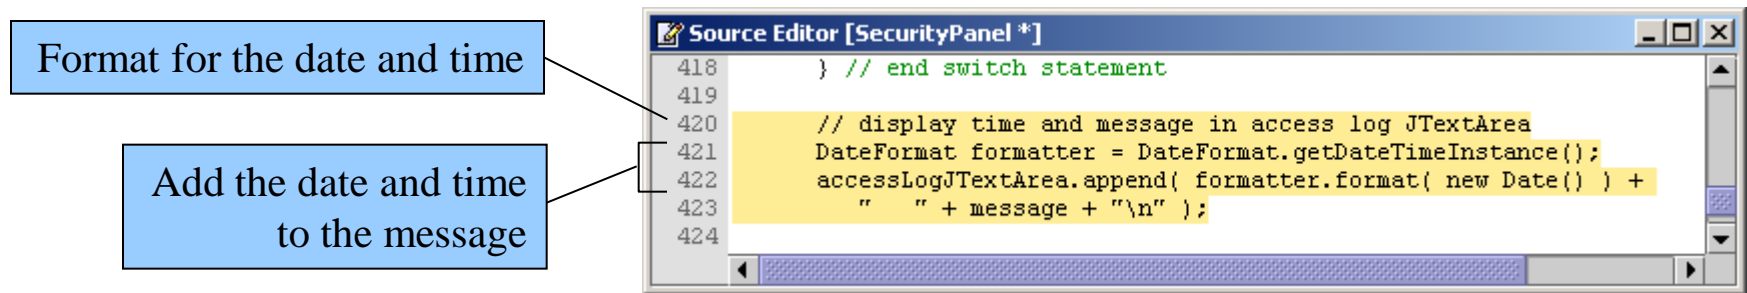 Format for the date and time
Add the date and time
to the message
Source Editor [SecurityPanel *]
418 } // end switch statement
419
420 // display time and message in access log JTextArea
421 DateFormat formatter = DateFormat.getDateTimeInstance();
422 accessLogJTextArea.append( formatter.format( new Date() ) +
423 "   " + message + "\n" );
424